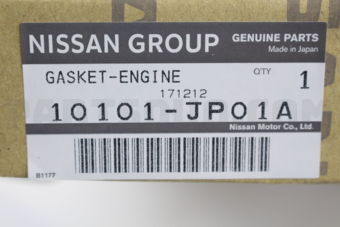 NISSAN GROUP
GENUINE PARTS
Made in Japan
GASKET-ENGINE
QTY
1
171212
10101-JP01A
Nissan Motor Co., Ltd.
B1177